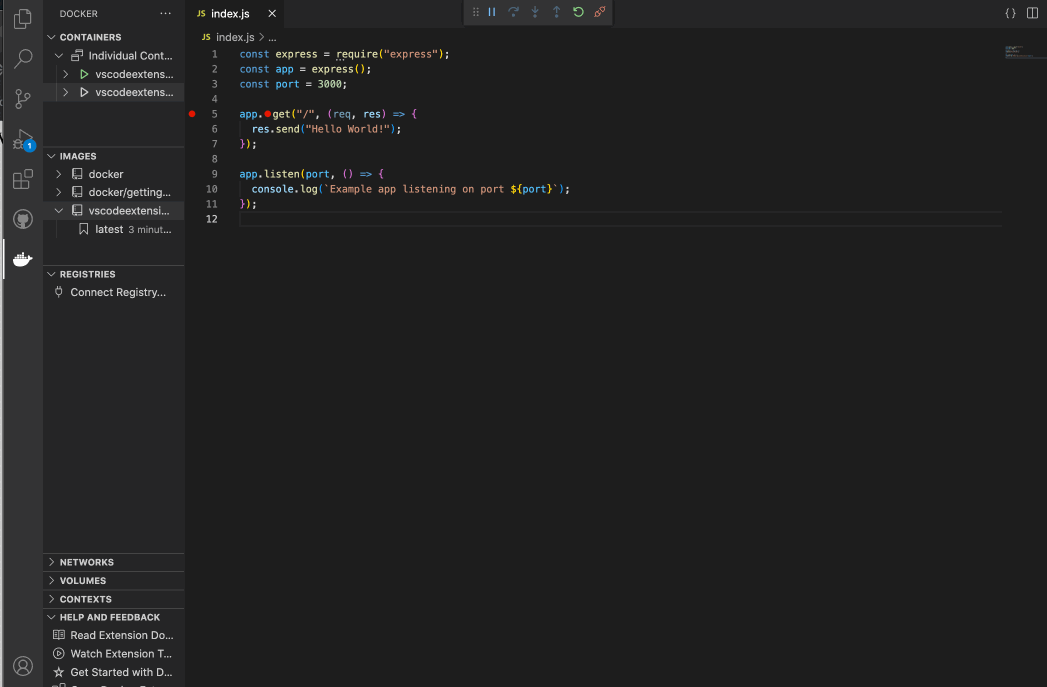 DOCKER
...
CONTAINERS
Individual Cont...
vscodeextens...
vscodeextens...
1
IMAGES
docker
docker/getting...
vscodeextensi...
latest 3 minut...
REGISTRIES
Connect Registry...
NETWORKS
VOLUMES
CONTEXTS
HELP AND FEEDBACK
Read Extension Do...
Watch Extension T...
Get Started with D...
JS index.js
JS index.js > ...
1 const express = require("express");
2 const app = express();
3 const port = 3000;
4
5 app.get("/", (req, res) => {
6 res.send("Hello World!");
7 });
8
9 app.listen(port, () => {
10 console.log(`Example app listening on port ${port}`);
11 });
12
{}